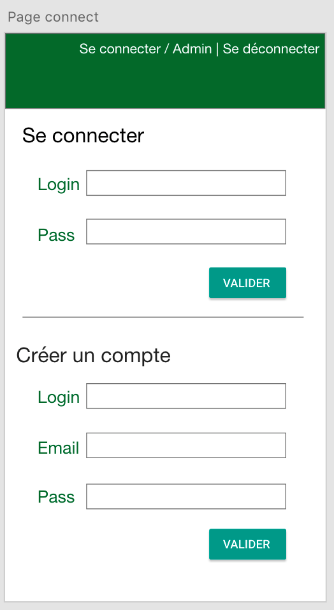 Page connect
Se connecter / Admin | Se déconnecter
Se connecter
Login
Pass
VALIDER
Créer un compte
Login
Email
Pass
VALIDER